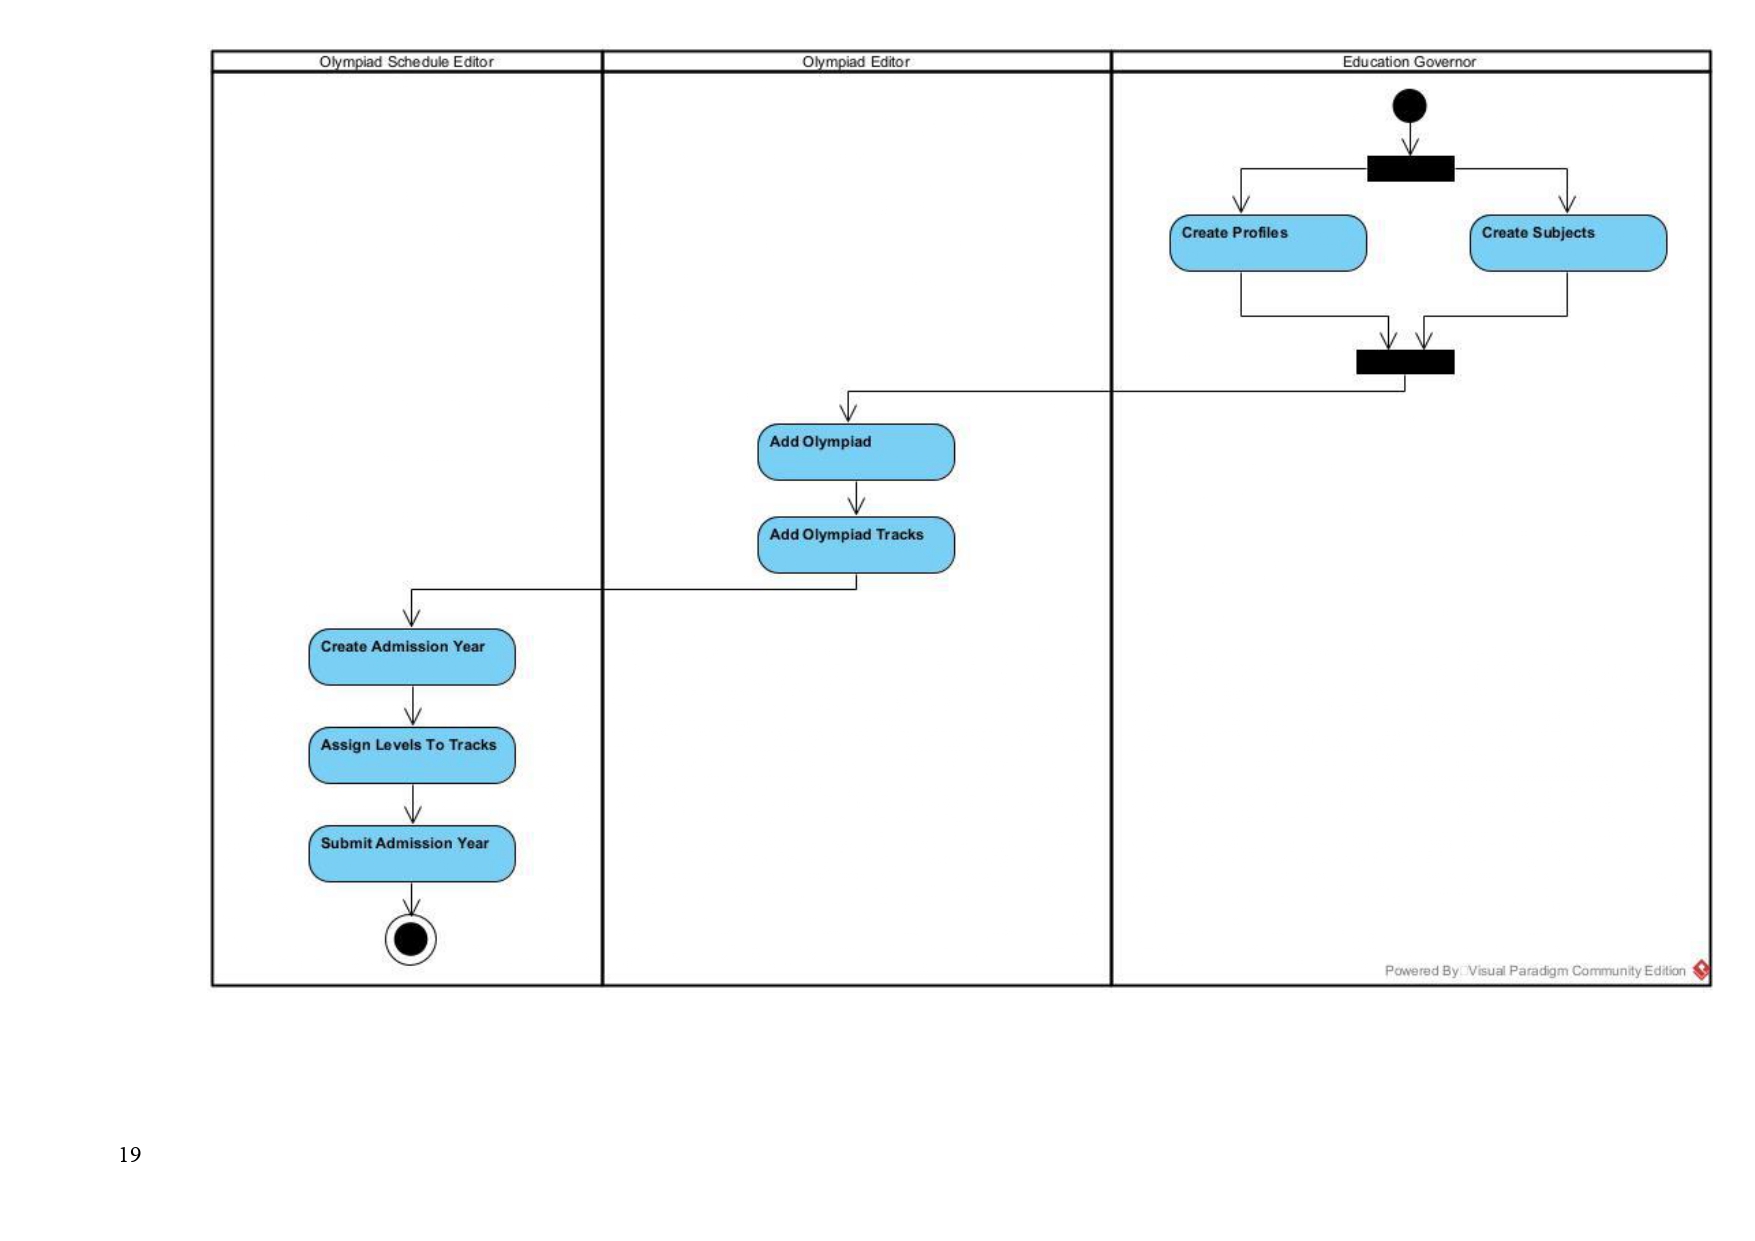 Olympiad Schedule Editor
Olympiad Editor
Education Governor
Create Profiles
Create Subjects
Add Olympiad
Add Olympiad Tracks
Create Admission Year
Assign Levels To Tracks
Submit Admission Year
Powered By Visual Paradigm Community Edition
19